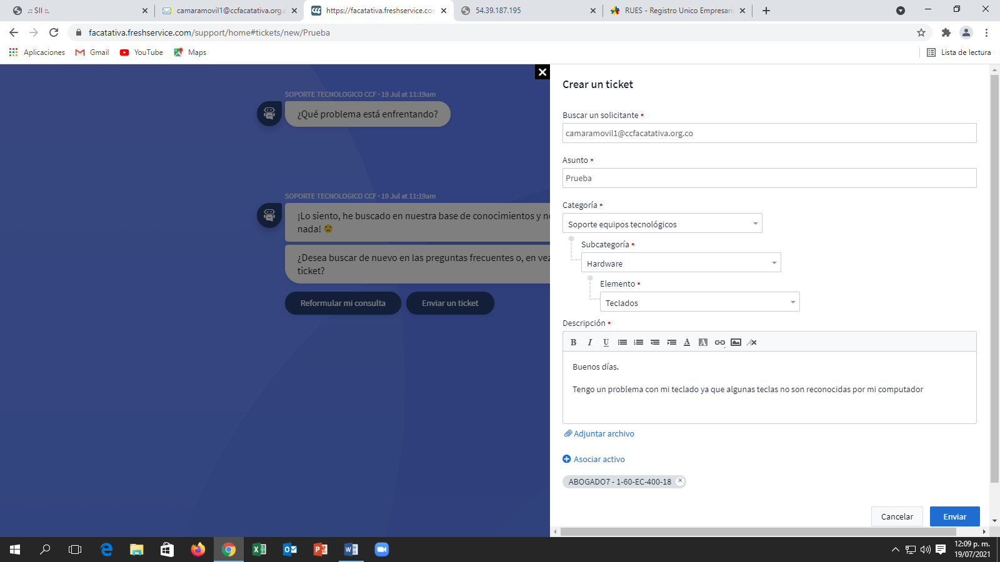 .:: SII ::.
camaramovil1@ccfacatativa.org.c
https://facatativa.freshservice.com
54.39.187.195
RUES - Registro Unico Empresari
facatativa.freshservice.com/support/home#tickets/new/Prueba
Aplicaciones
Gmail
YouTube
Maps
Lista de lectura
SOPORTE TECNOLOGICO CCF · 19 Jul at 11:19am
¿Qué problema está enfrentando?
SOPORTE TECNOLOGICO CCF · 19 Jul at 11:19am
¡Lo siento, he buscado en nuestra base de conocimientos y
nada!
¿Desea buscar de nuevo en las preguntas frecuentes o, en vez
ticket?
Reformular mi consulta
Enviar un ticket
Crear un ticket
Buscar un solicitante *
camaramovil1@ccfacatativa.org.co
Asunto *
Prueba
Categoría *
Soporte equipos tecnológicos
Subcategoría *
Hardware
Elemento *
Teclados
Descripción *
B I U A A
Buenos días.
Tengo un problema con mi teclado ya que algunas teclas no son reconocidas por mi computador
Adjuntar archivo
Asociar activo
ABOGADO7 - 1-60-EC-400-18
Cancelar
Enviar
12:09 p. m.
19/07/2021